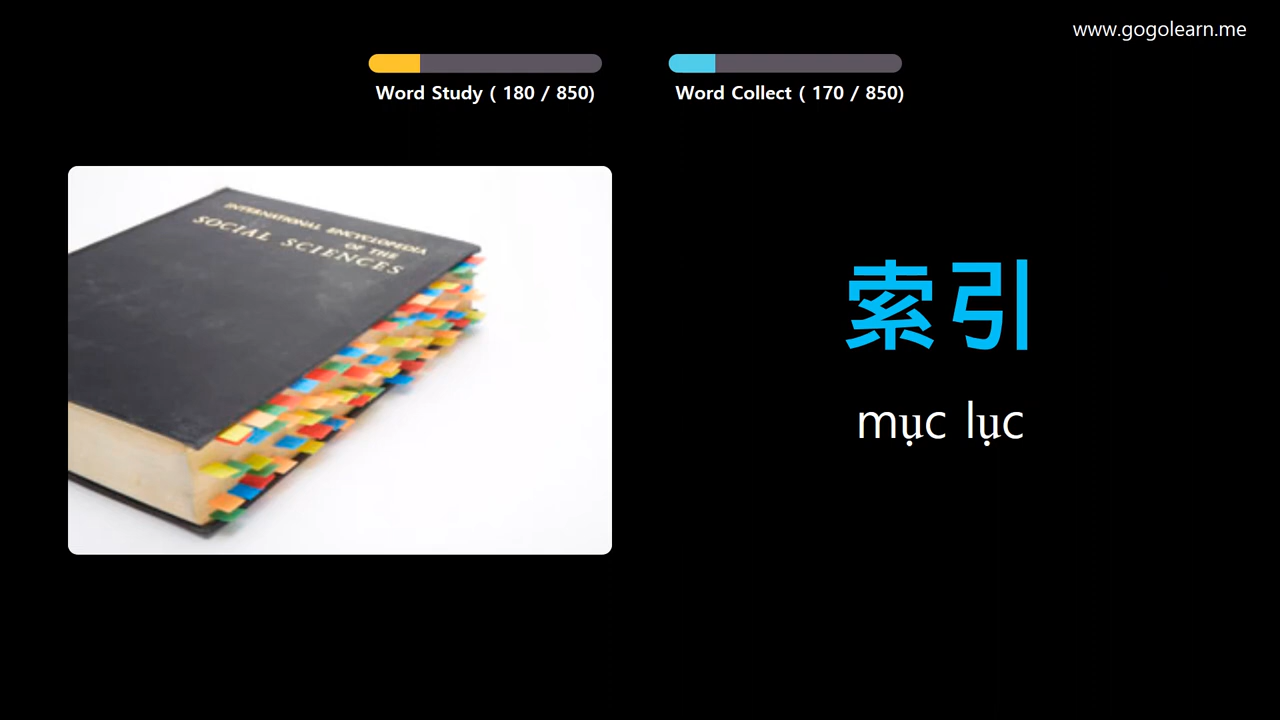 www.gogolearn.me
Word Study ( 180 / 850)
Word Collect ( 170 / 850)
INTERNATIONAL ENCYCLOPEDIA
OF THE
SOCIAL SCIENCES
索引
mục lục